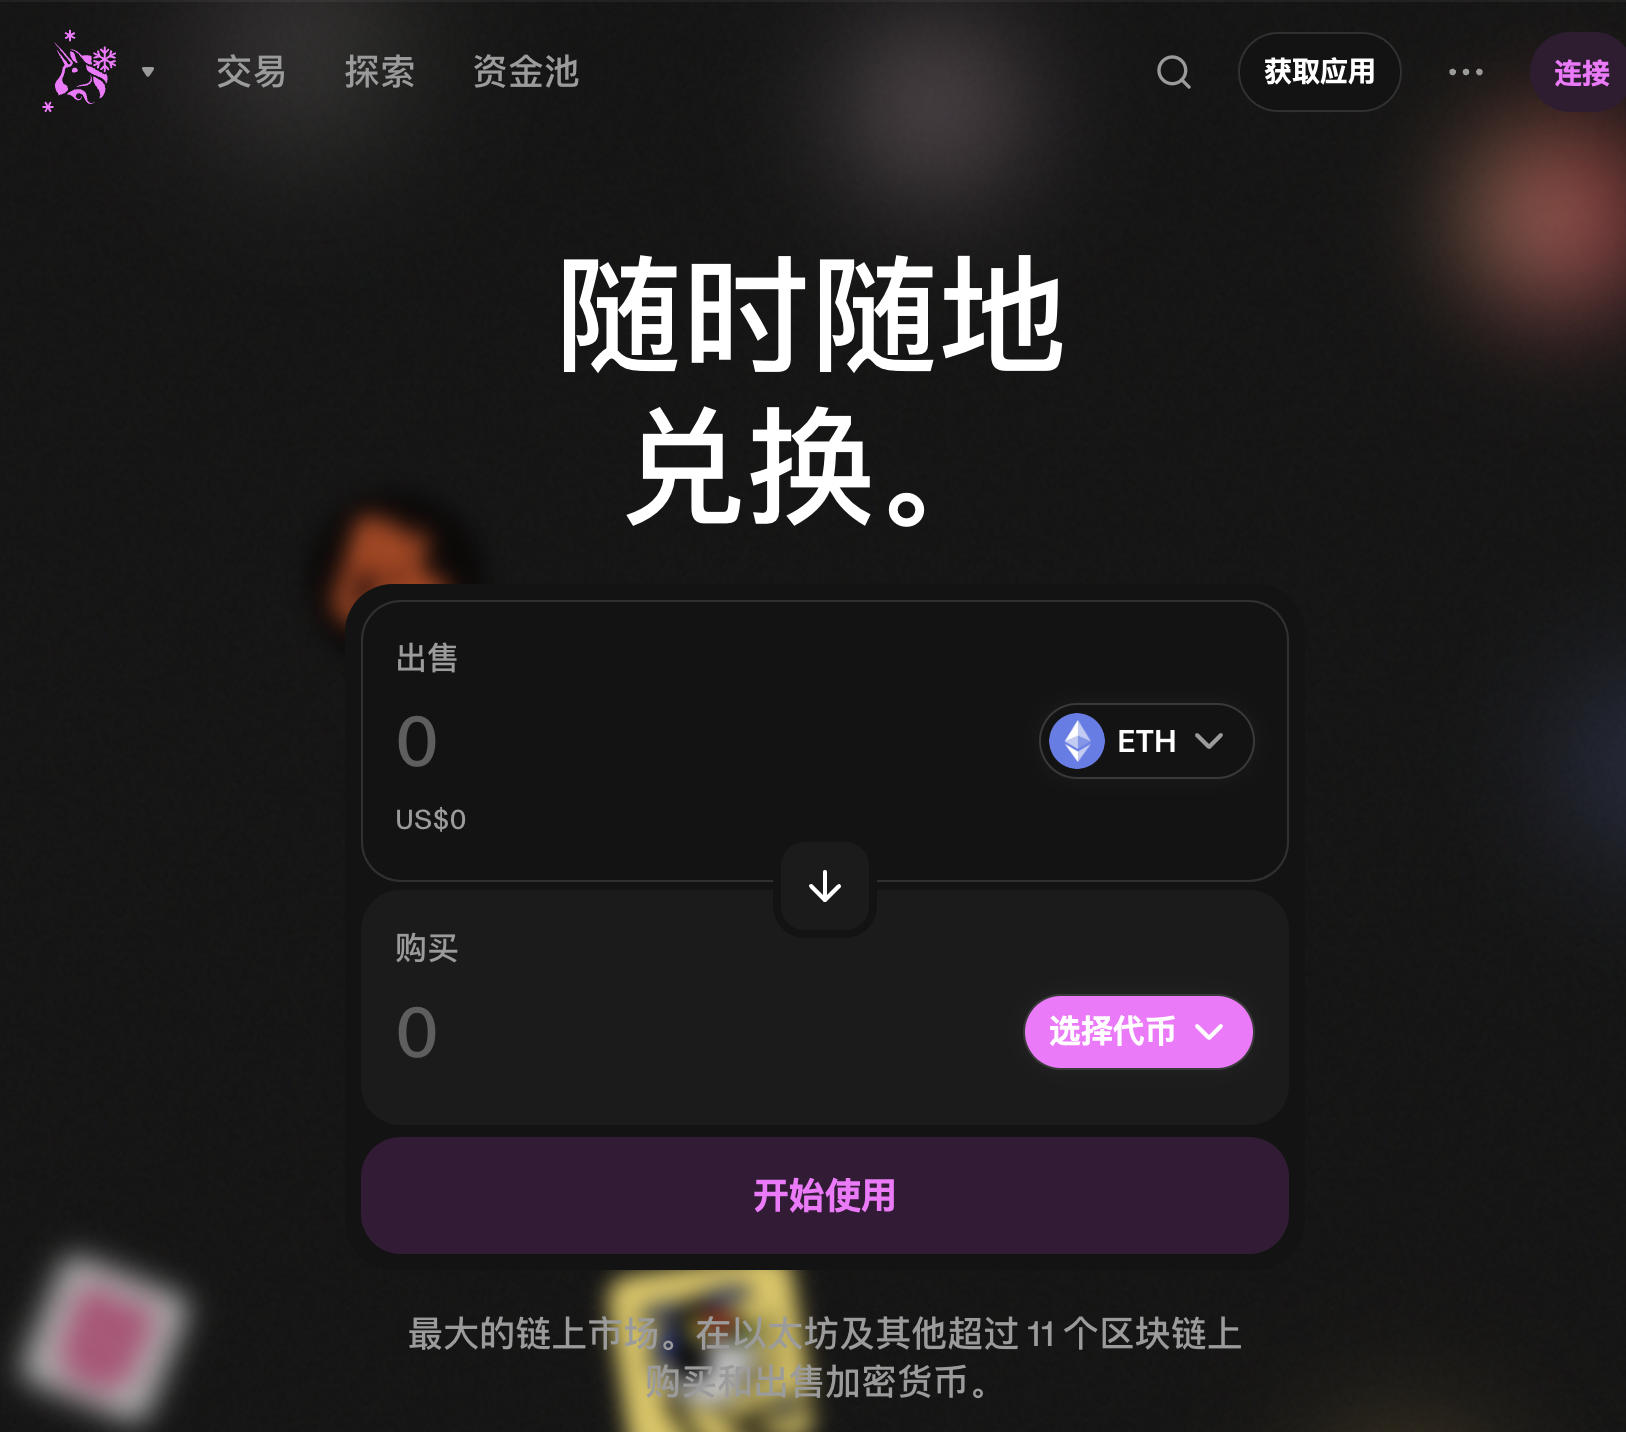 交易 探索 资金池 获取应用 连接
随时随地
兑换。
出售
0 ETH
US$0
购买
0 选择代币
开始使用
最大的链上市场。在以太坊及其他超过 11 个区块链上
购买和出售加密货币。